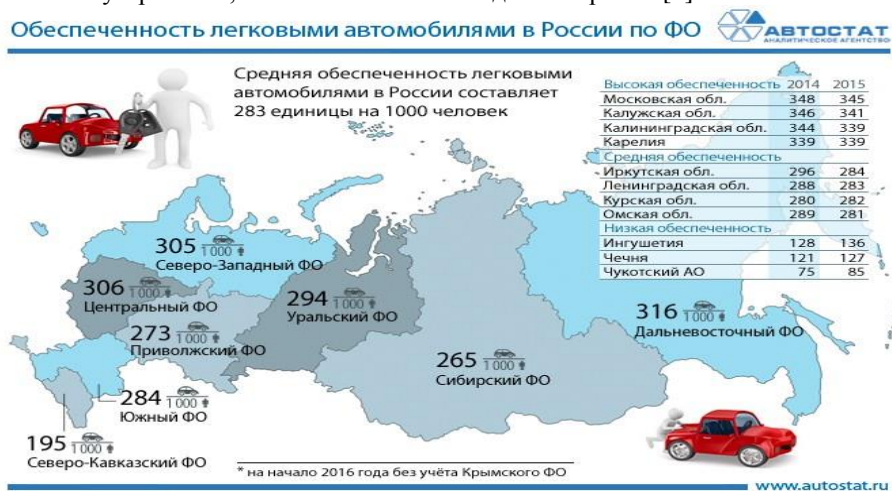 Обеспеченность легковыми автомобилями в России по ФО
АВТОСТАТ
АНАЛИТИЧЕСКОЕ АГЕНТСТВО
Средняя обеспеченность легковыми
автомобилями в России составляет
283 единицы на 1000 человек
Высокая обеспеченность 2014 2015
Московская обл. 348 345
Калужская обл. 346 341
Калининградская обл. 344 339
Карелия 339 339
Средняя обеспеченность
Иркутская обл. 296 284
Ленинградская обл. 288 283
Курская обл. 280 282
Омская обл. 289 281
Низкая обеспеченность
Ингушетия 128 136
Чечня 121 127
Чукотский АО 75 85
305 1000
Северо-Западный ФО
306 1000
Центральный ФО
294 1000
Уральский ФО
273 1000
Приволжский ФО
316 1000
Дальневосточный ФО
265 1000
Сибирский ФО
284 1000
Южный ФО
195 1000
Северо-Кавказский ФО
* на начало 2016 года без учёта Крымского ФО
www.autostat.ru